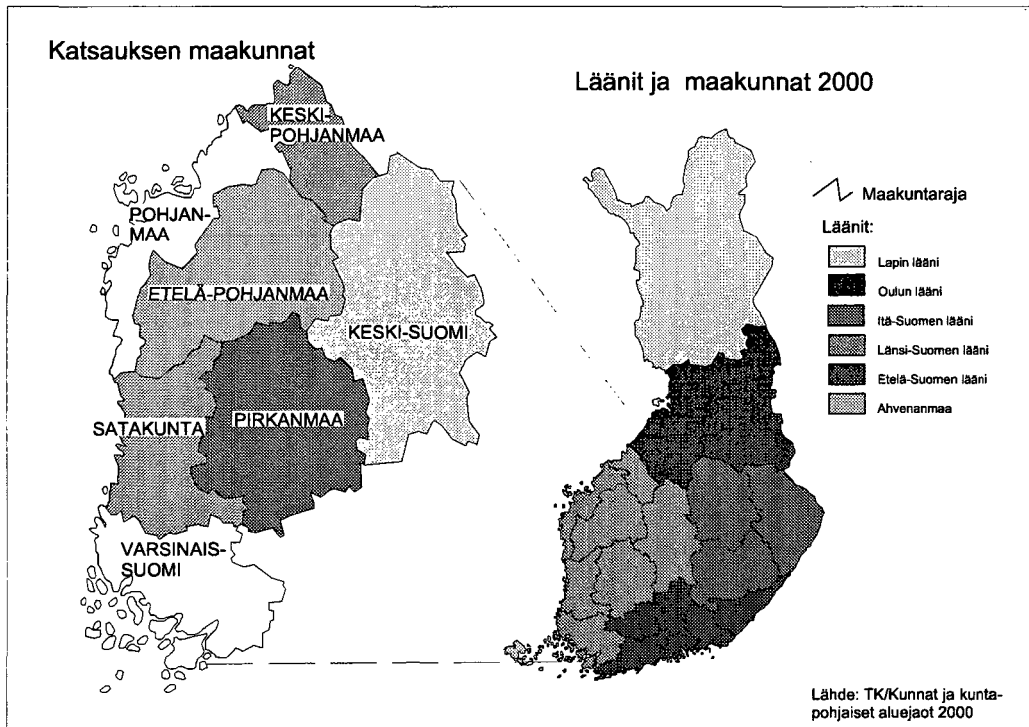 Katsauksen maakunnat
KESKI-
POHJANMAA
POHJAN-
MAA
ETELÄ-POHJANMAA
KESKI-SUOMI
SATAKUNTA
PIRKANMAA
VARSINAIS-
SUOMI
Läänit ja maakunnat 2000
Maakuntaraja
Läänit:
Lapin lääni
Oulun lääni
Itä-Suomen lääni
Länsi-Suomen lääni
Etelä-Suomen lääni
Ahvenanmaa
Lähde: TK/Kunnat ja kunta-
pohjaiset aluejaot 2000